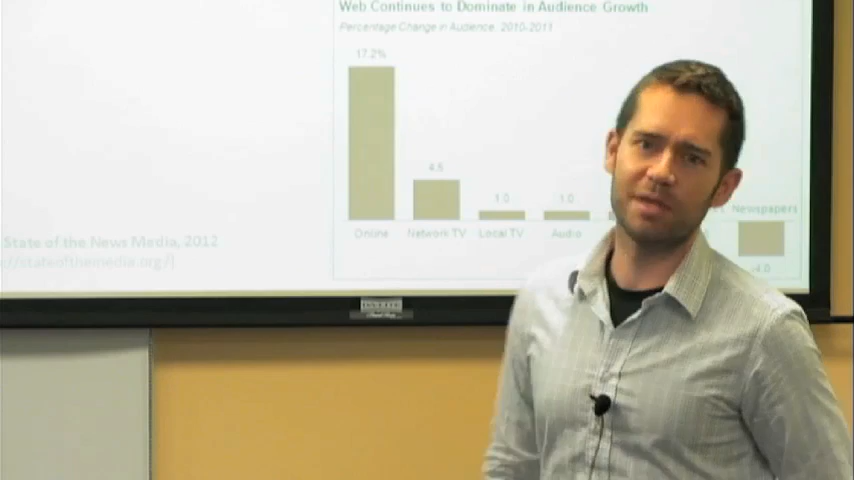 Web Continues to Dominate in Audience Growth
Percentage Change in Audience, 2010-2011
17.2%
4.5
1.0
1.0
Online
Network TV
Local TV
Audio
Newspapers
-4.0
State of the News Media, 2012
://stateofthemedia.org/]